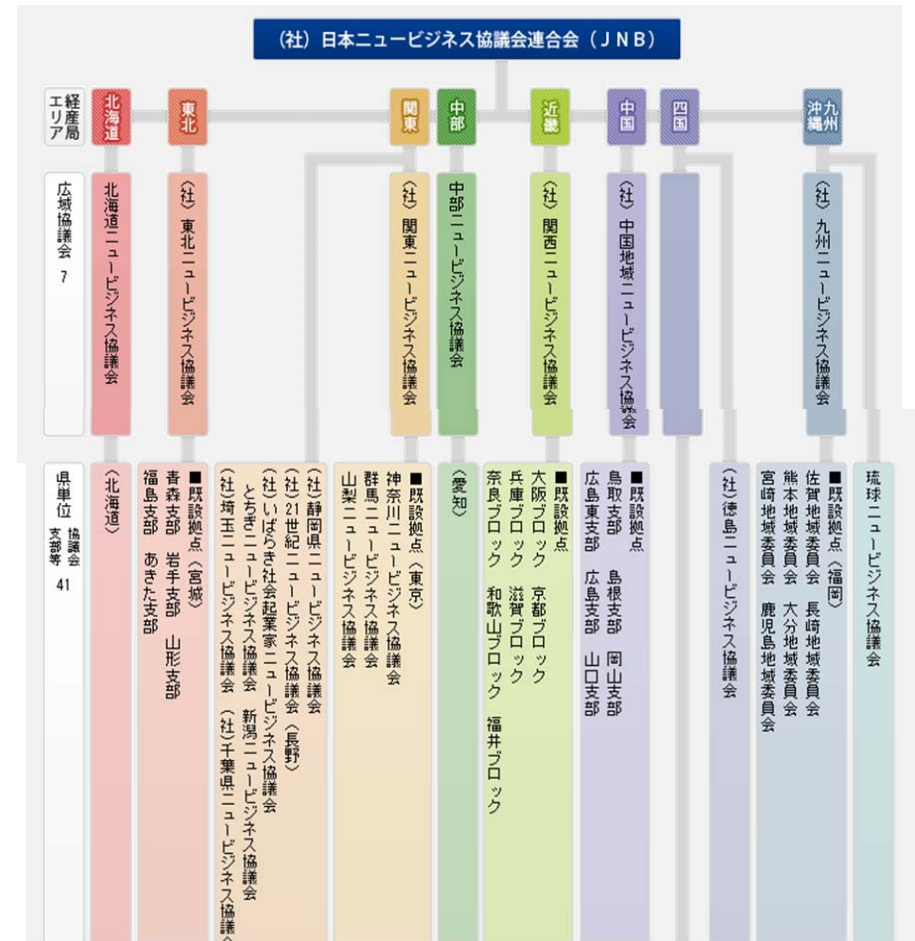 （社）日本ニュービジネス協議会連合会（ＪＮＢ）
経産局
エリア
北海道
東北
関東
中部
近畿
中国
四国
九州
沖縄
広域協議会　7
北海道ニュービジネス協議会
（社）東北ニュービジネス協議会
（社）関東ニュービジネス協議会
中部ニュービジネス協議会
（社）関西ニュービジネス協議会
（社）中国地域ニュービジネス協議会
（社）九州ニュービジネス協議会
県単位　協議会
支部等　41
（北海道）
■既設拠点（宮城）
青森支部　岩手支部　山形支部
福島支部　あきた支部
（社）静岡県ニュービジネス協議会
（社）21世紀ニュービジネス協議会（長野）
（社）いばらき社会起業家ニュービジネス協議会
とちぎニュービジネス協議会　新潟ニュービジネス協議会
（社）埼玉ニュービジネス協議会　（社）千葉県ニュービジネス協議会
■既設拠点（東京）
神奈川ニュービジネス協議会
群馬ニュービジネス協議会
山梨ニュービジネス協議会
（愛知）
■既設拠点
大阪ブロック　京都ブロック
兵庫ブロック　滋賀ブロック
奈良ブロック　和歌山ブロック　福井ブロック
■既設拠点
鳥取支部　島根支部　岡山支部
広島東支部　広島支部　山口支部
（社）徳島ニュービジネス協議会
■既設拠点（福岡）
佐賀地域委員会　長崎地域委員会
熊本地域委員会　大分地域委員会
宮崎地域委員会　鹿児島地域委員会
琉球ニュービジネス協議会